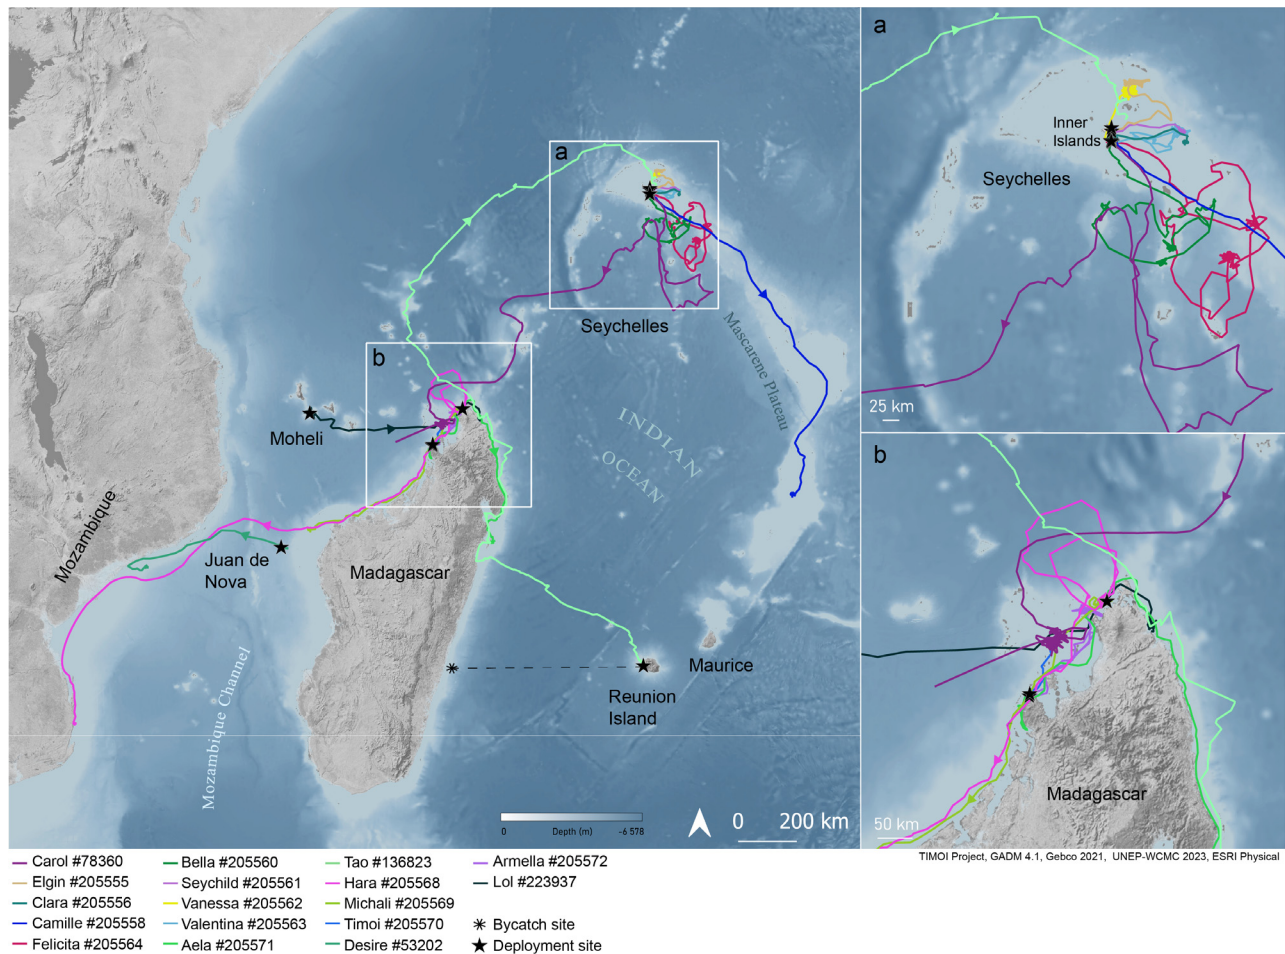 a
Seychelles
Mascarene Plateau
b
INDIAN
OCEAN
Moheli
Mozambique
Juan de
Nova
Madagascar
Maurice
Reunion
Island
Mozambique Channel
0
Depth (m)
-6 578
0
200 km
a
Inner
Islands
Seychelles
25 km
b
Madagascar
50 km
TIMOI Project, GADM 4.1, Gebco 2021, UNEP-WCMC 2023, ESRI Physical
Carol #78360
Elgin #205555
Clara #205556
Camille #205558
Felicita #205564
Bella #205560
Seychild #205561
Vanessa #205562
Valentina #205563
Aela #205571
Tao #136823
Hara #205568
Michali #205569
Timoi #205570
Desire #53202
Armella #205572
Lol #223937
Bycatch site
Deployment site